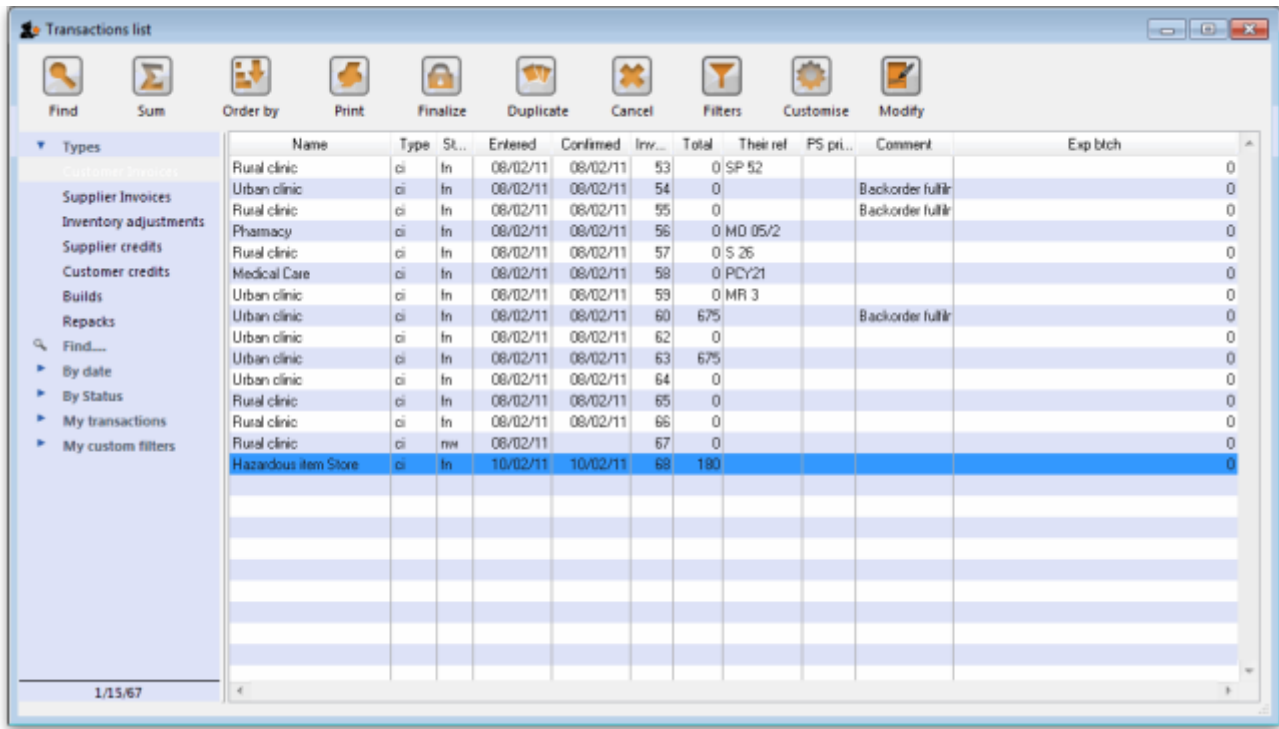 Transactions list
Find Sum Order by Print Finalize Duplicate Cancel Filters Customise Modify
Types
Customer Invoices
Supplier Invoices
Inventory adjustments
Supplier credits
Customer credits
Builds
Repacks
Find....
By date
By Status
My transactions
My custom filters
1/15/67
Name Type St... Entered Confirmed Inv... Total Their ref PS pri... Comment Exp btch
Rural clinic ci fn 08/02/11 08/02/11 53 0 SP 52 0
Urban clinic ci fn 08/02/11 08/02/11 54 0 Backorder fulfilr 0
Rural clinic ci fn 08/02/11 08/02/11 55 0 Backorder fulfilr 0
Pharmacy ci fn 08/02/11 08/02/11 56 0 MO 05/2 0
Rural clinic ci fn 08/02/11 08/02/11 57 0 S 26 0
Medical Care ci fn 08/02/11 08/02/11 58 0 PCY21 0
Urban clinic ci fn 08/02/11 08/02/11 59 0 MR 3 0
Urban clinic ci fn 08/02/11 08/02/11 60 675 Backorder fulfilr 0
Urban clinic ci fn 08/02/11 08/02/11 62 0 0
Urban clinic ci fn 08/02/11 08/02/11 63 675 0
Urban clinic ci fn 08/02/11 08/02/11 64 0 0
Rural clinic ci fn 08/02/11 08/02/11 65 0 0
Rural clinic ci fn 08/02/11 08/02/11 66 0 0
Rural clinic ci nw 08/02/11 67 0 0
Hazardous item Store ci fn 10/02/11 10/02/11 68 180 0